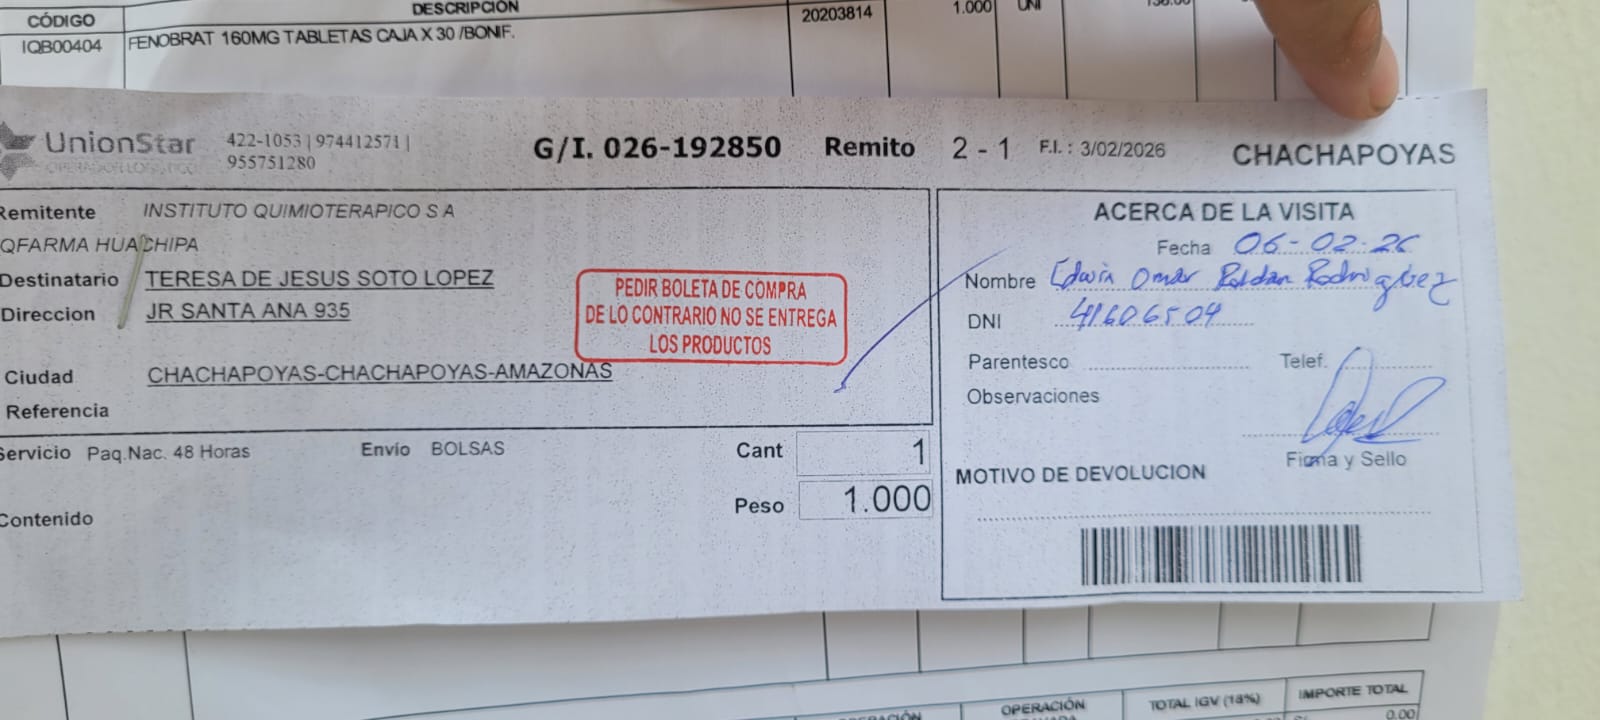 CÓDIGO DESCRIPCIÓN
IQB00404 FENOBRAT 160MG TABLETAS CAJA X 30 /BONIF. 20203814 1.000 UNI
UnionStar 422-1053 | 974412571 |
OPERADOR LOGISTICO 955751280
G/I. 026-192850 Remito 2 - 1 F.I. : 3/02/2026 CHACHAPOYAS
Remitente INSTITUTO QUIMIOTERAPICO S A
QFARMA HUACHIPA
Destinatario TERESA DE JESUS SOTO LOPEZ
Direccion JR SANTA ANA 935
PEDIR BOLETA DE COMPRA
DE LO CONTRARIO NO SE ENTREGA
LOS PRODUCTOS
Ciudad CHACHAPOYAS-CHACHAPOYAS-AMAZONAS
Referencia
Servicio Paq.Nac. 48 Horas Envío BOLSAS Cant 1
Peso 1.000
Contenido
ACERCA DE LA VISITA
Fecha 06-02-26
Nombre Edwin Omar Roldan Rodriguez
DNI 41606504
Parentesco Telef.
Observaciones
Firma y Sello
MOTIVO DE DEVOLUCION
OPERACIÓN OPERACIÓN TOTAL IGV (18%) IMPORTE TOTAL
0.00